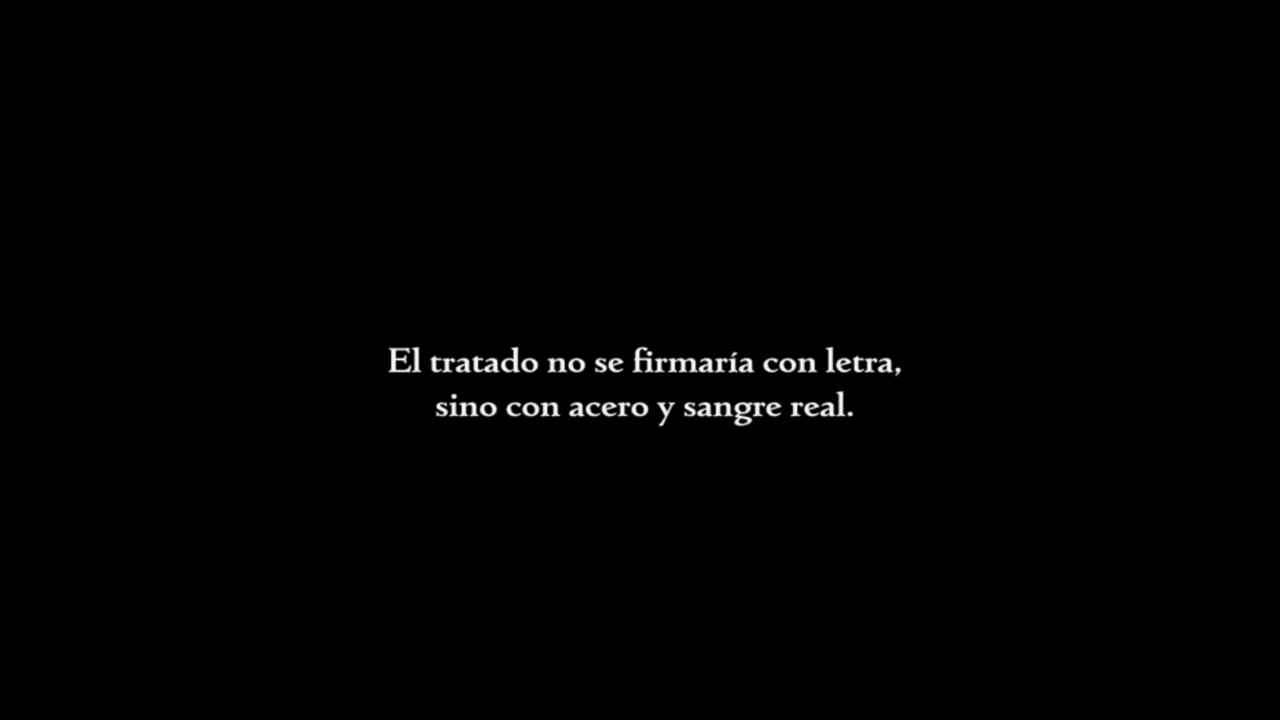 El tratado no se firmaría con letra,
sino con acero y sangre real.